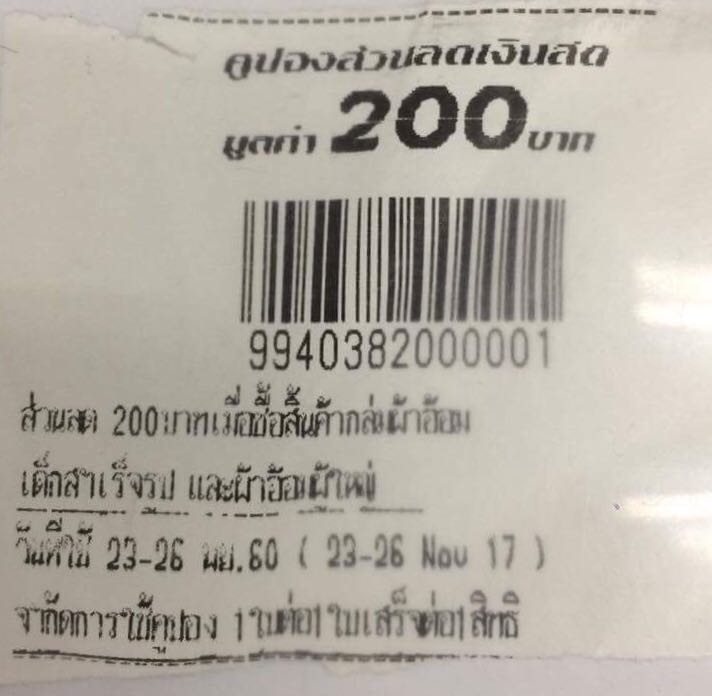 คูปองส่วนลดเงินสด
มูลค่า 200 บาท
9940382000001
ส่วนลด 200บาทเมื่อซื้อสินค้ากลุ่มผ้าอ้อม
เด็กสำเร็จรูป และผ้าอ้อมผู้ใหญ่
วันที่ใช้ 23-26 พย.60 ( 23-26 Nov 17 )
จำกัดการใช้คูปอง 1ใบต่อ1ใบเสร็จต่อ1สิทธิ